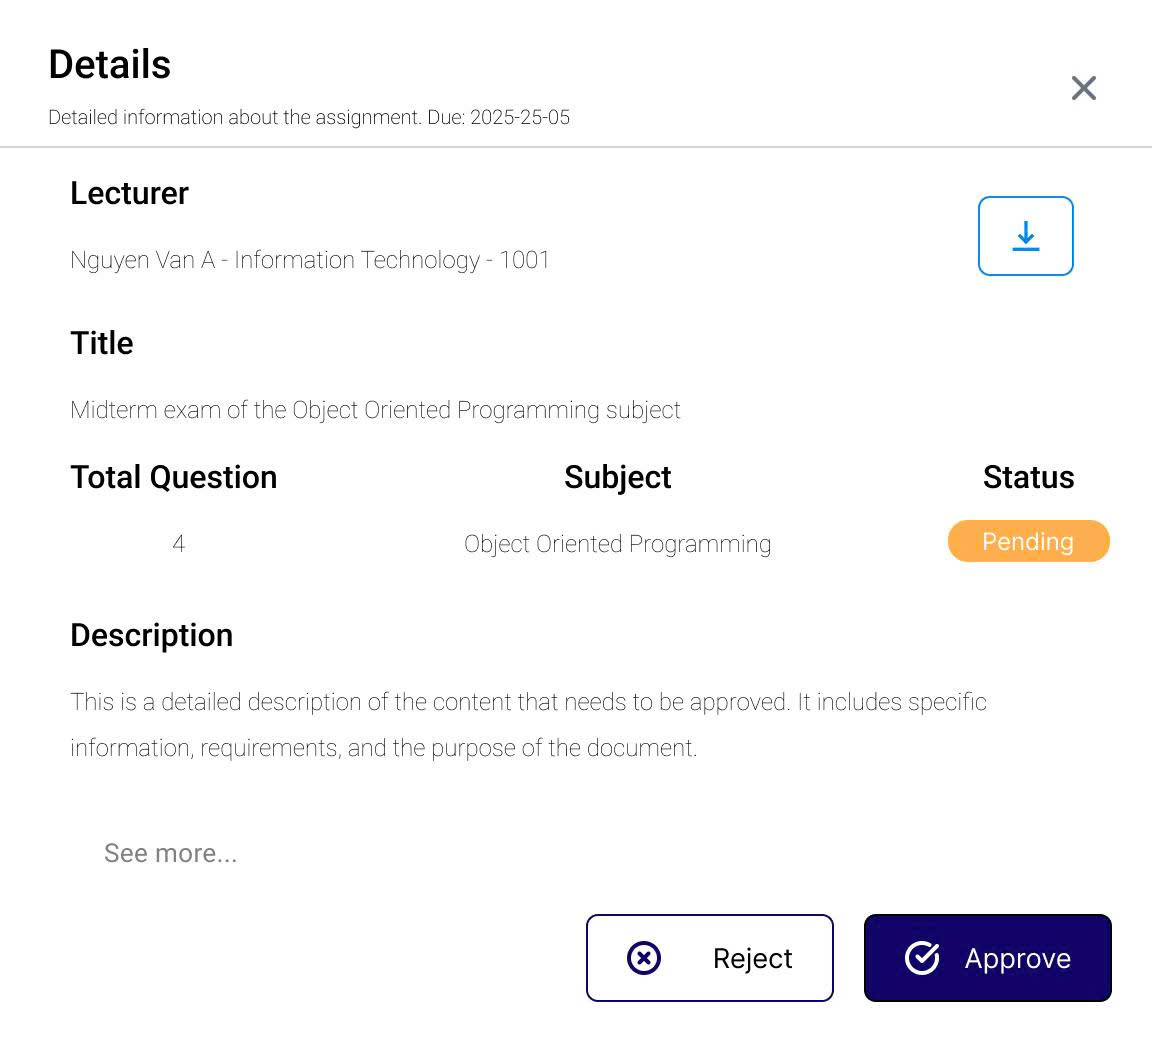 Details
Detailed information about the assignment. Due: 2025-25-05
Lecturer
Nguyen Van A - Information Technology - 1001
Title
Midterm exam of the Object Oriented Programming subject
Total Question Subject Status
4 Object Oriented Programming Pending
Description
This is a detailed description of the content that needs to be approved. It includes specific
information, requirements, and the purpose of the document.
See more...
Reject Approve